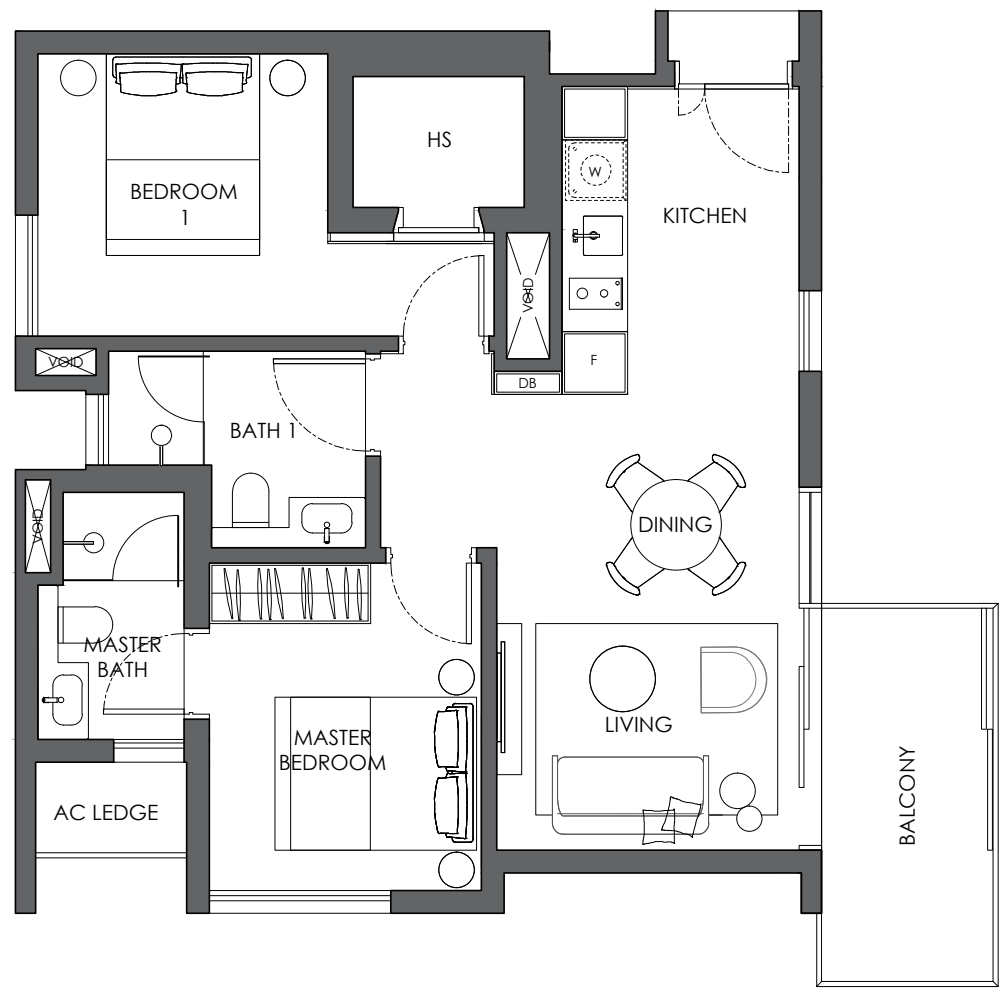 HS
W
BEDROOM
1
KITCHEN
VOID
VOID
F
DB
BATH 1
VOID
DINING
MASTER
BATH
LIVING
MASTER
BEDROOM
AC LEDGE
BALCONY